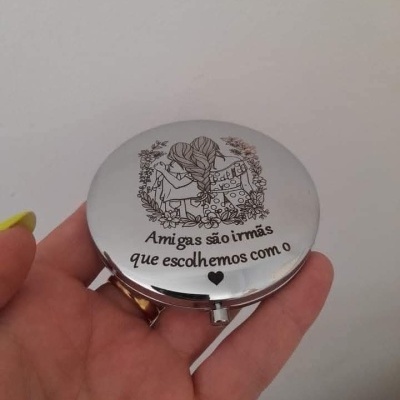 Amigas são irmãs
que escolhemos com o
♥